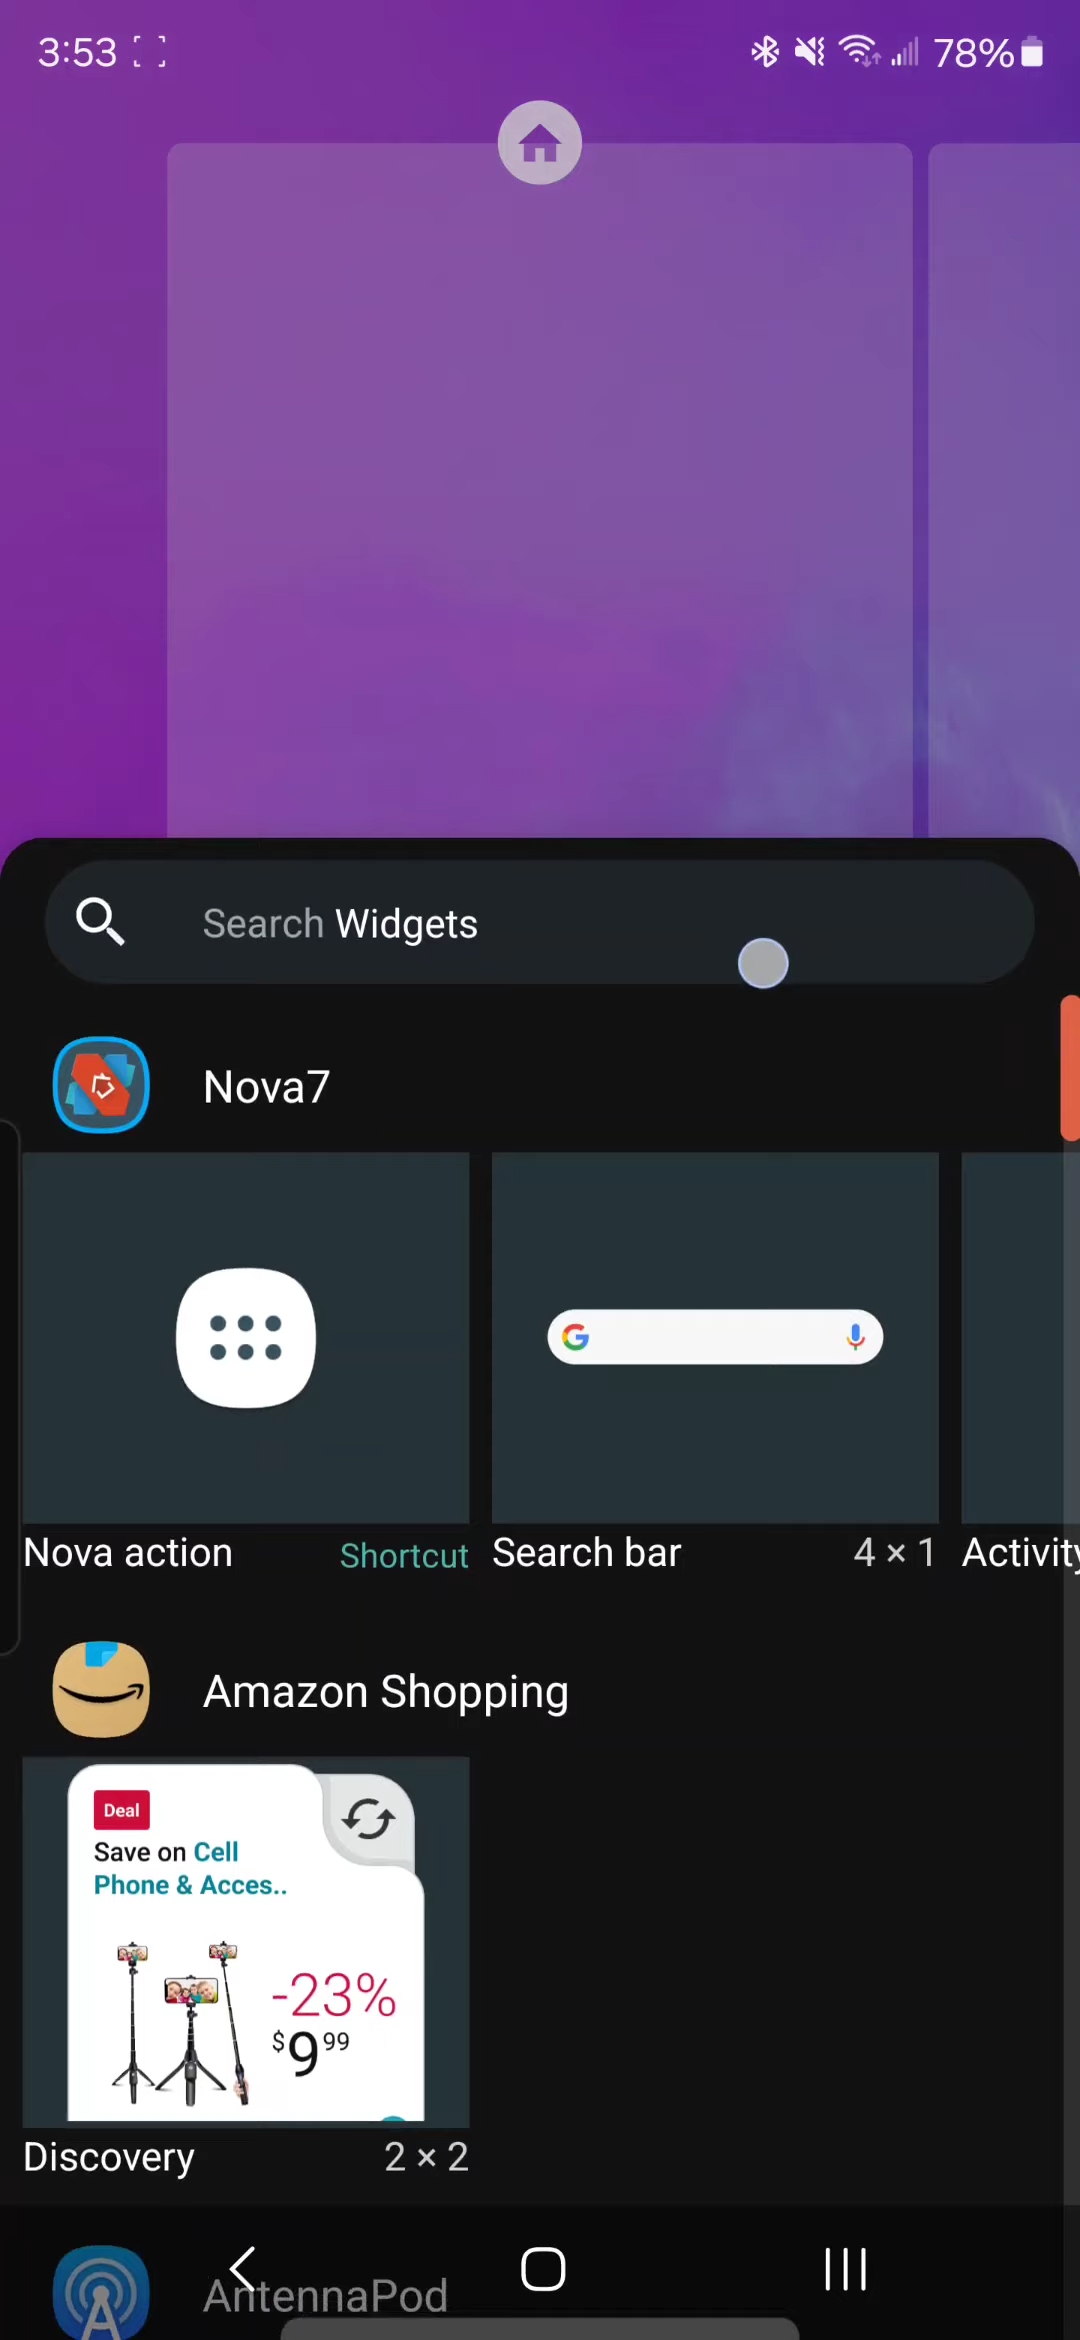 3:53 78%
Search Widgets
Nova7
Nova action Shortcut Search bar 4 × 1 Activity
Amazon Shopping
Deal
Save on Cell
Phone & Acces..
-23%
$9 99
Discovery 2 × 2
AntennaPod